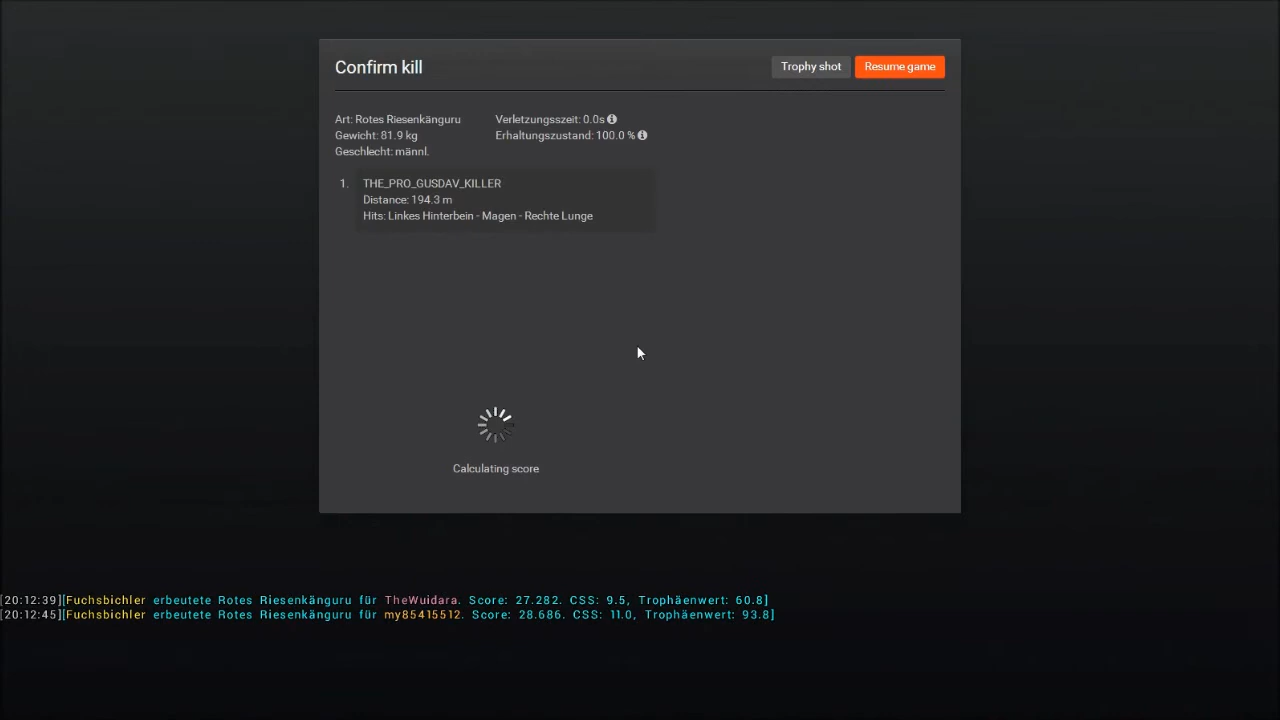 Confirm kill
Trophy shot
Resume game
Art: Rotes Riesenkänguru
Verletzungsszeit: 0.0s
Gewicht: 81.9 kg
Erhaltungszustand: 100.0 %
Geschlecht: männl.
1.
THE_PRO_GUSDAV_KILLER
Distance: 194.3 m
Hits: Linkes Hinterbein - Magen - Rechte Lunge
Calculating score
[20:12:39][Fuchsbichler erbeutete Rotes Riesenkänguru für TheWuidara. Score: 27.282. CSS: 9.5, Trophäenwert: 60.8]
[20:12:45][Fuchsbichler erbeutete Rotes Riesenkänguru für my85415512. Score: 28.686. CSS: 11.0, Trophäenwert: 93.8]